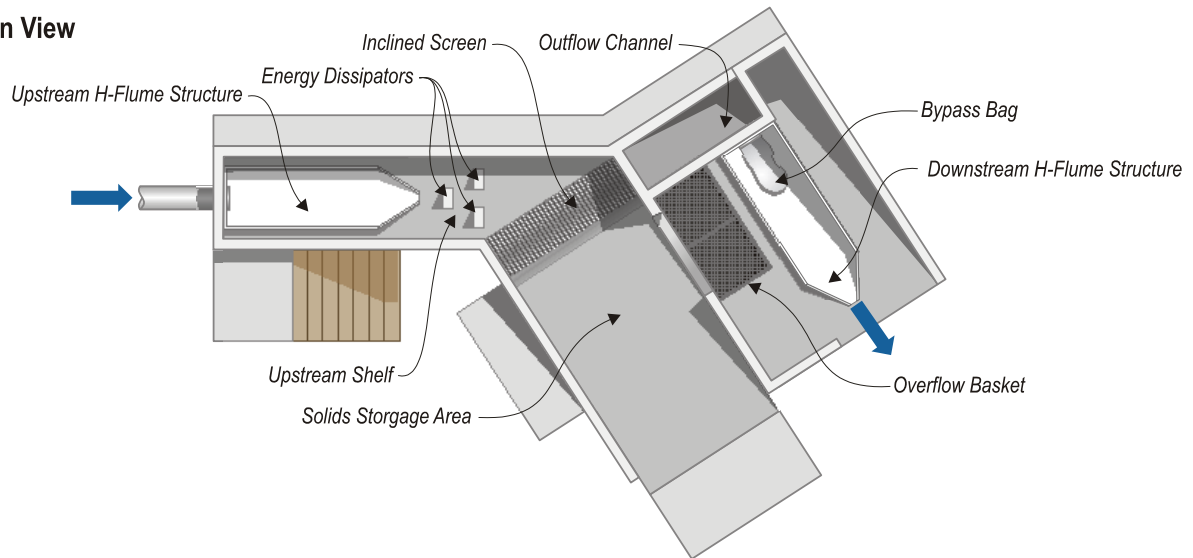 n View
Inclined Screen
Outflow Channel
Energy Dissipators
Upstream H-Flume Structure
Bypass Bag
Downstream H-Flume Structure
Upstream Shelf
Overflow Basket
Solids Storgage Area